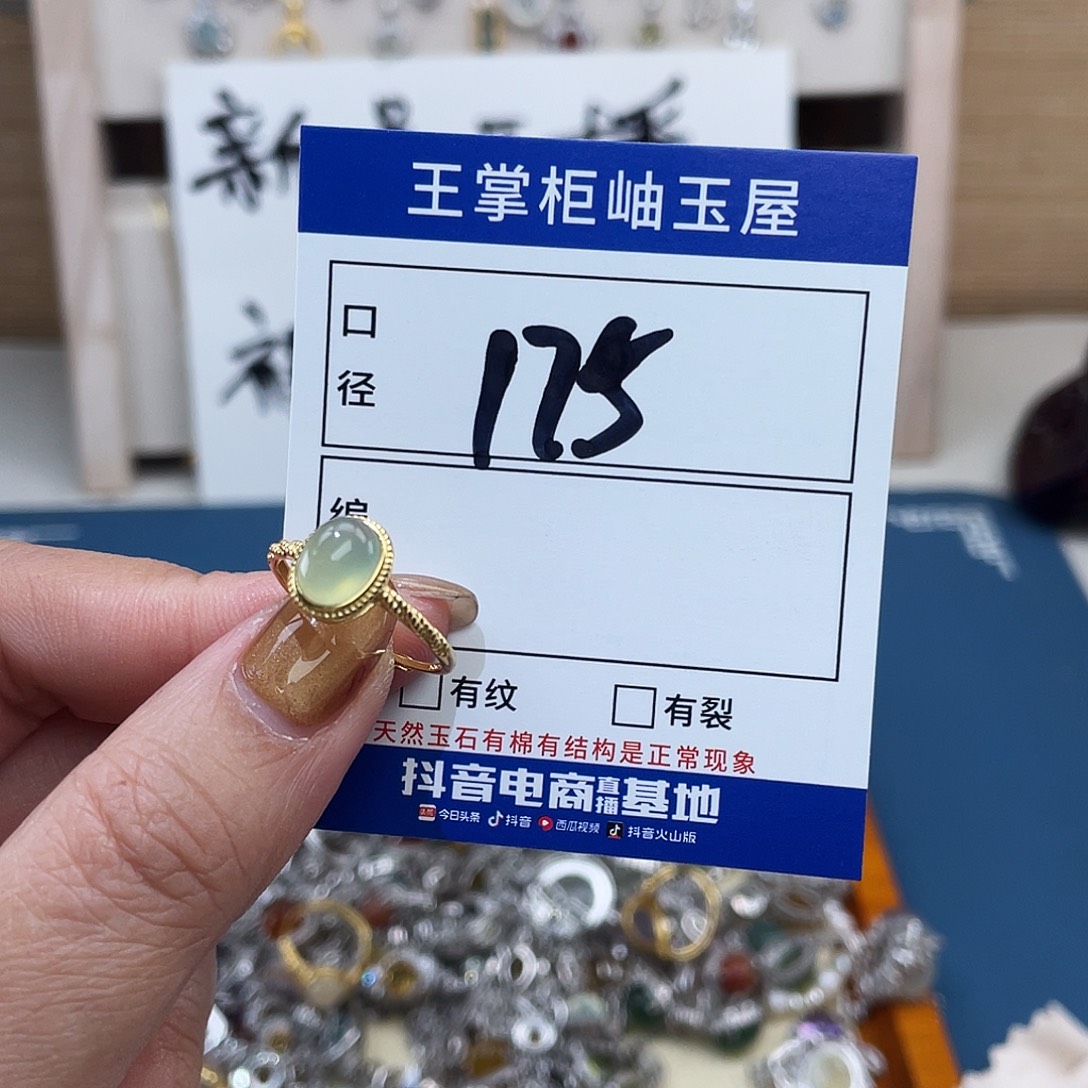 新
王掌柜岫玉屋
口
径
175
编
有纹
有裂
天然玉石有棉有结构是正常现象
抖音电商直播基地
今日头条 抖音 西瓜视频 抖音火山版